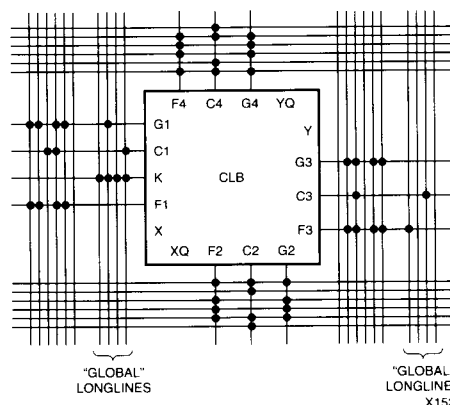 F4 C4 G4 YQ
G1
Y
G3
C1
K
CLB
C3
F1
F3
X
XQ F2 C2 G2
"GLOBAL"
LONGLINES
"GLOBAL
LONGLINE